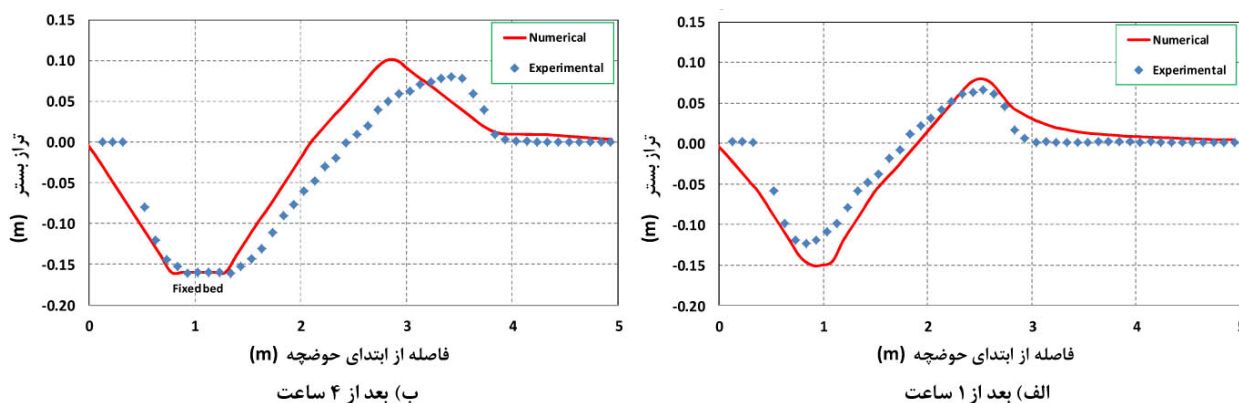 0.15
0.10
0.05
0.00
-0.05
-0.10
-0.15
-0.20
تراز بستر (m)
Numerical
Experimental
0 1 2 3 4 5
فاصله از ابتدای حوضچه (m)
الف) بعد از ۱ ساعت
0.15
0.10
0.05
0.00
-0.05
-0.10
-0.15
-0.20
تراز بستر (m)
Numerical
Experimental
Fixed bed
0 1 2 3 4 5
فاصله از ابتدای حوضچه (m)
ب) بعد از ۴ ساعت